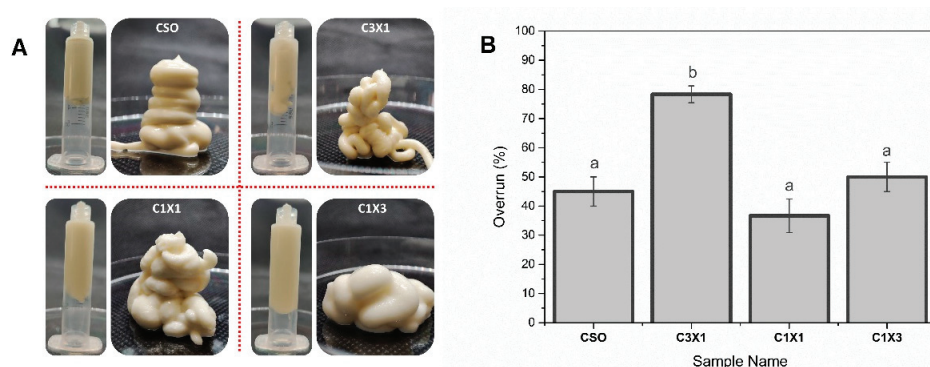 A
CSO
C3X1
C1X1
C1X3
B
100
90
80
70
60
50
40
30
20
10
0
Overrun (%)
a
b
a
a
CSO
C3X1
C1X1
C1X3
Sample Name